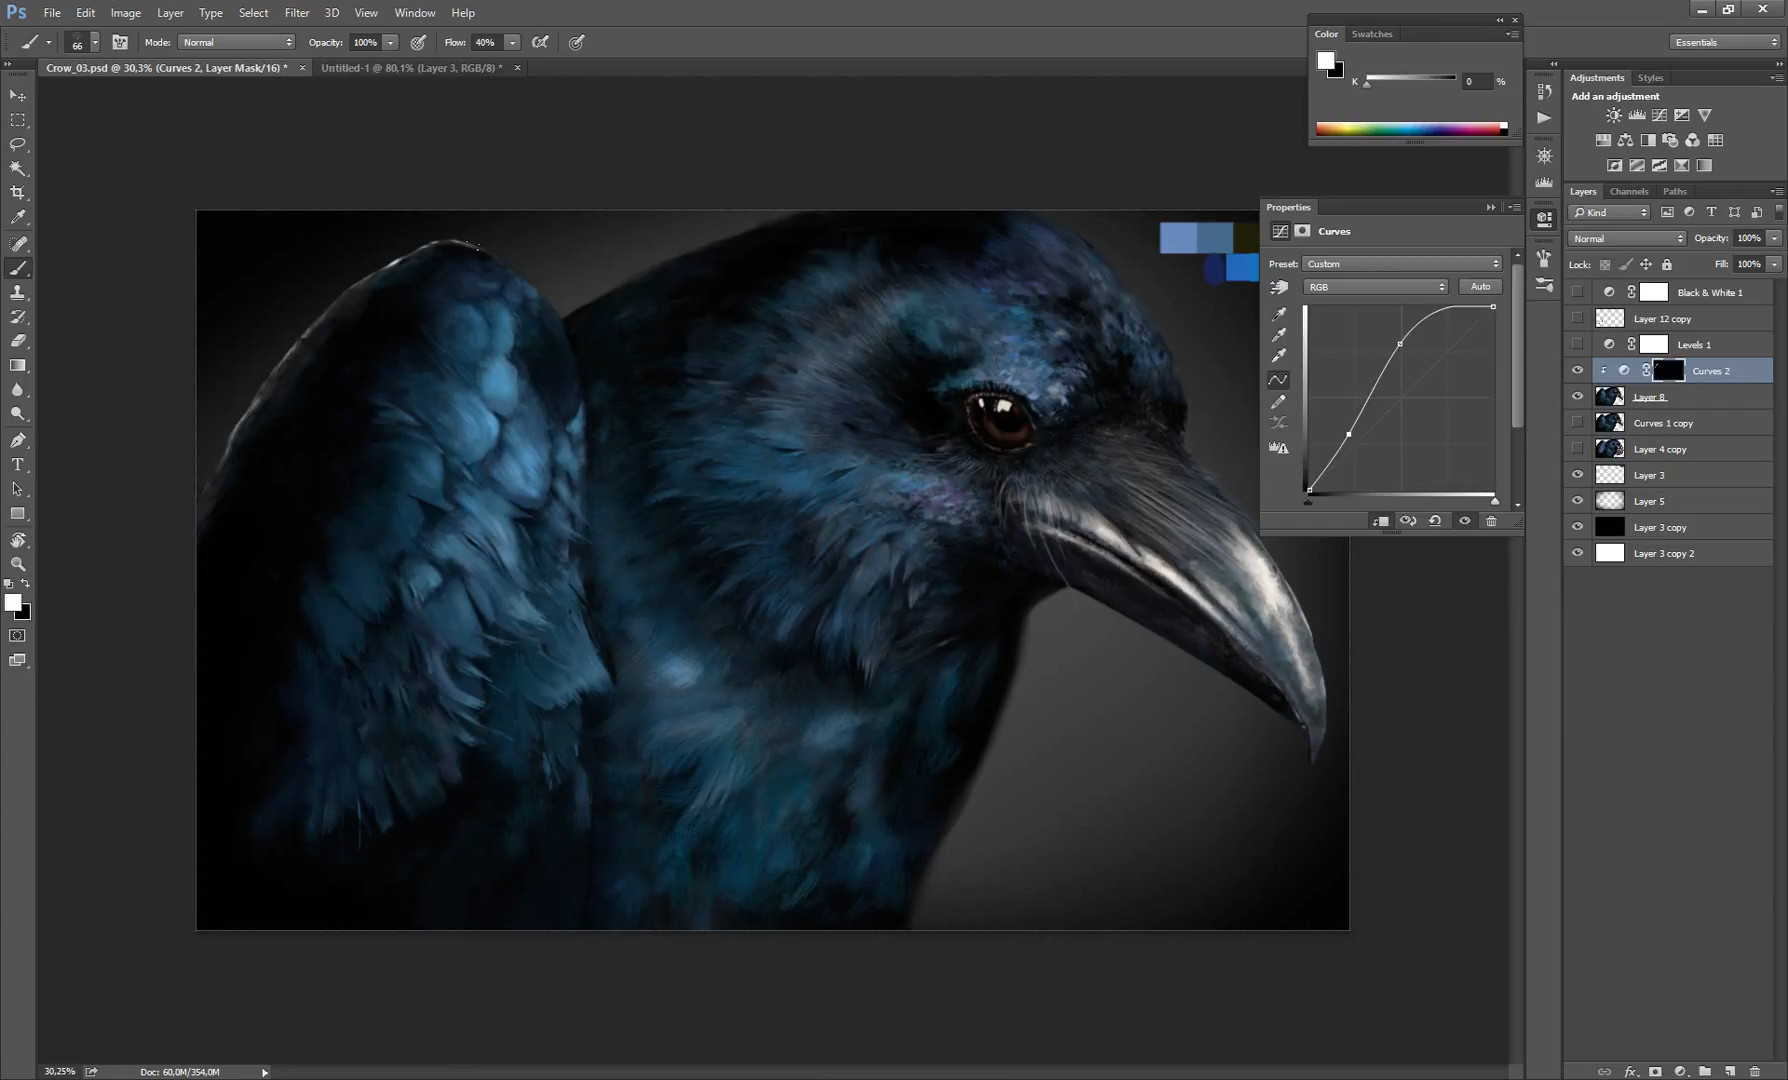 Ps File Edit Image Layer Type Select Filter 3D View Window Help
66 Mode: Normal Opacity: 100% Flow: 40%
Essentials
Crow_03.psd @ 30,3% (Curves 2, Layer Mask/16) * ×
Untitled-1 @ 80,1% (Layer 3, RGB/8) * ×
Color Swatches
K 0 %
Adjustments Styles
Add an adjustment
Properties
Curves
Preset: Custom
RGB Auto
Layers Channels Paths
Kind
Normal Opacity: 100%
Lock: Fill: 100%
Black & White 1
Layer 12 copy
Levels 1
Curves 2
Layer 8
Curves 1 copy
Layer 4 copy
Layer 3
Layer 5
Layer 3 copy
Layer 3 copy 2
30,25% Doc: 60,0M/354,0M
fx